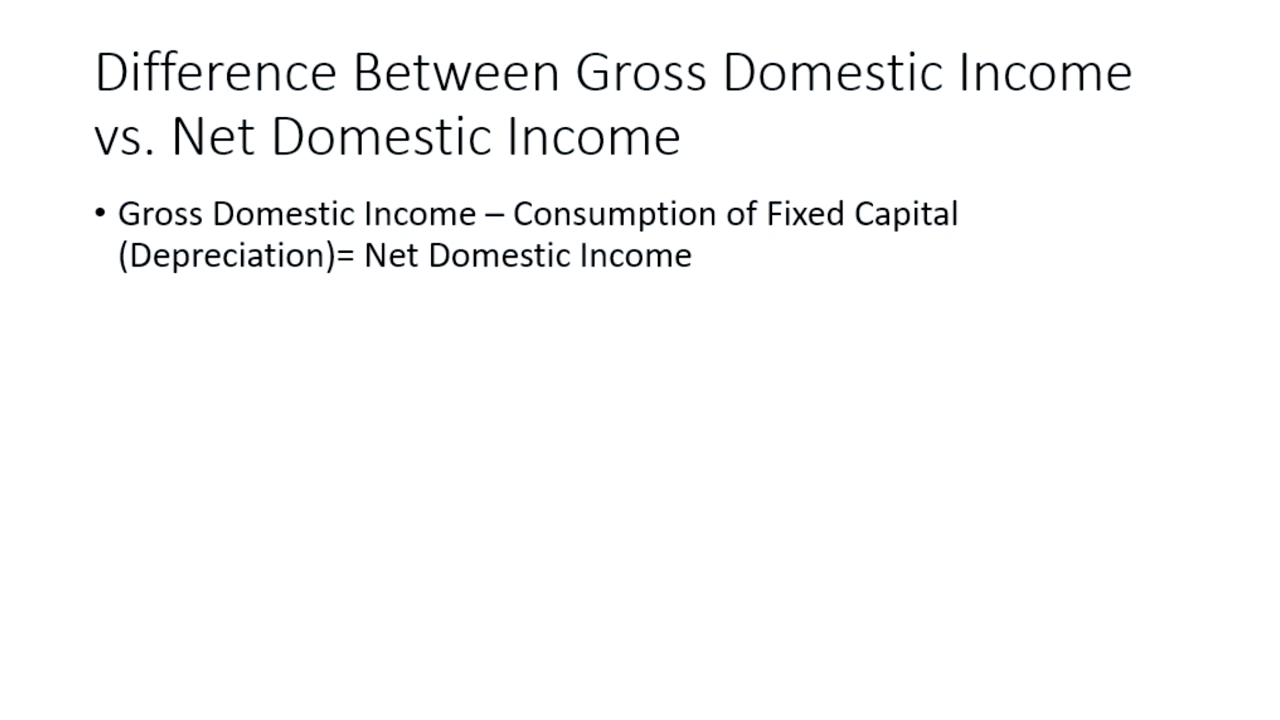 Difference Between Gross Domestic Income
vs. Net Domestic Income
• Gross Domestic Income – Consumption of Fixed Capital
(Depreciation)= Net Domestic Income